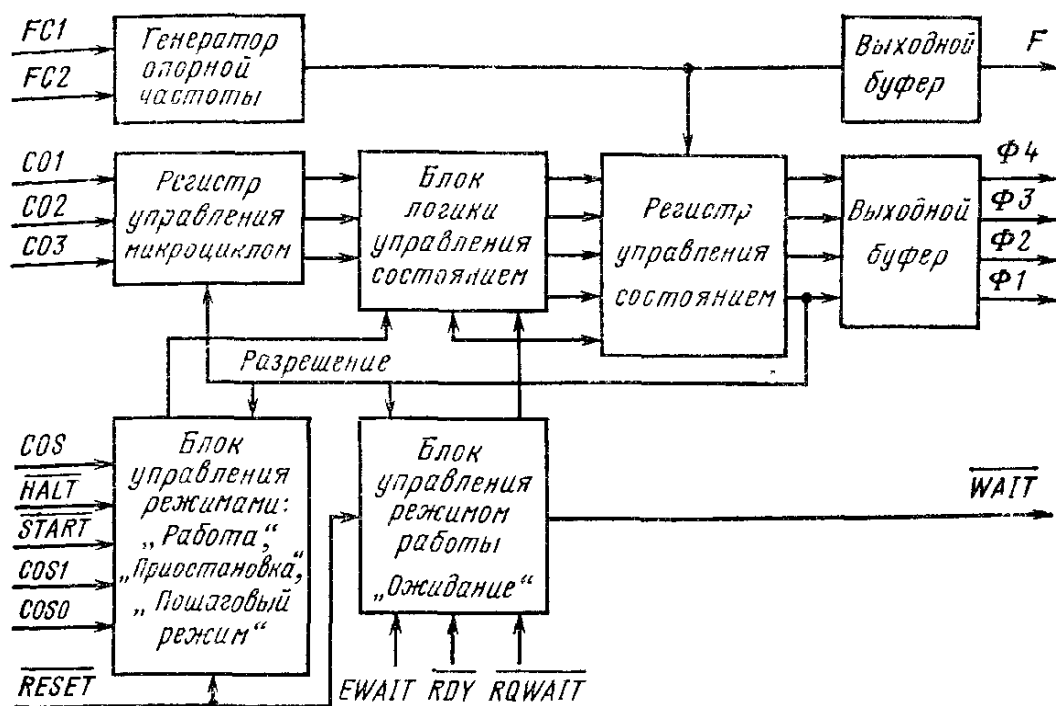 FC1
FC2
Генератор
опорной
частоты
Выходной
буфер
F
CO1
CO2
CO3
Регистр
управления
микроциклом
Блок
логики
управления
состоянием
Регистр
управления
состоянием
Выходной
буфер
Ф4
Ф3
Ф2
Ф1
Разрешение
COS
HALT
START
COS1
COS0
RESET
Блок
управления
режимами:
„Работа“,
„Приостановка“,
„Пошаговый
режим“
Блок
управления
режимом
работы
„Ожидание“
WAIT
EWAIT
RDY
RQWAIT